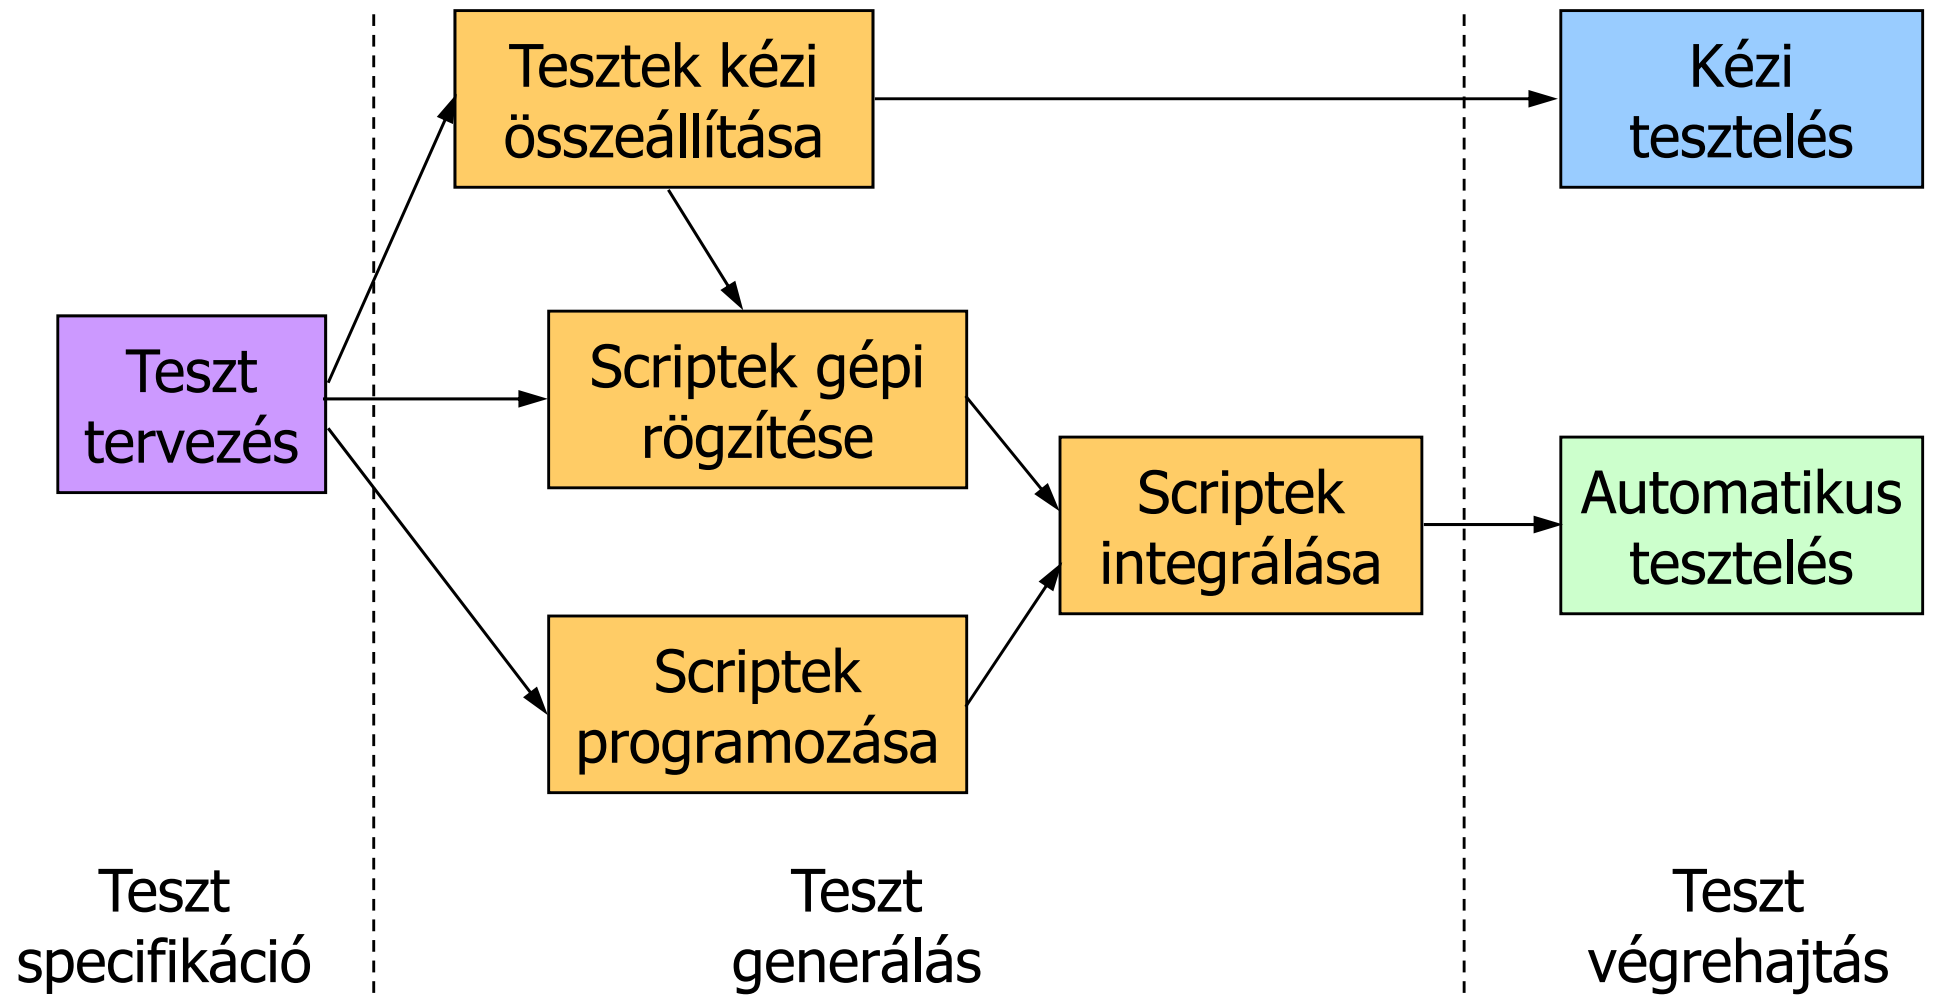 Tesztek kézi
összeállítása
Kézi
tesztelés
Teszt
tervezés
Scriptek gépi
rögzítése
Scriptek
integrálása
Automatikus
tesztelés
Scriptek
programozása
Teszt
specifikáció
Teszt
generálás
Teszt
végrehajtás